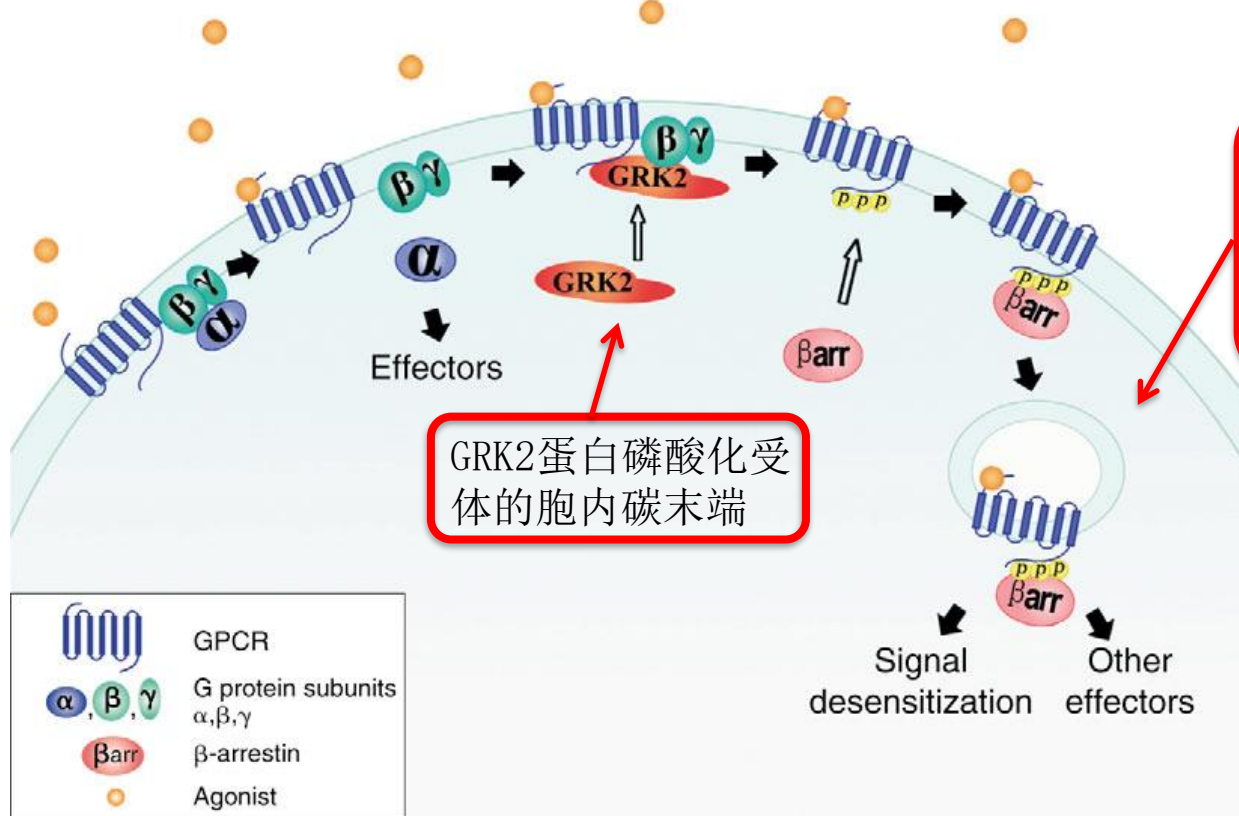 β γ
GRK2
p p p
β γ
β γ
α
α
GRK2
p p p
βarr
βarr
Effectors
GRK2蛋白磷酸化受
体的胞内碳末端
p p p
βarr
Signal
desensitization
Other
effectors
GPCR
α, β, γ
G protein subunits
α,β,γ
βarr
β-arrestin
Agonist